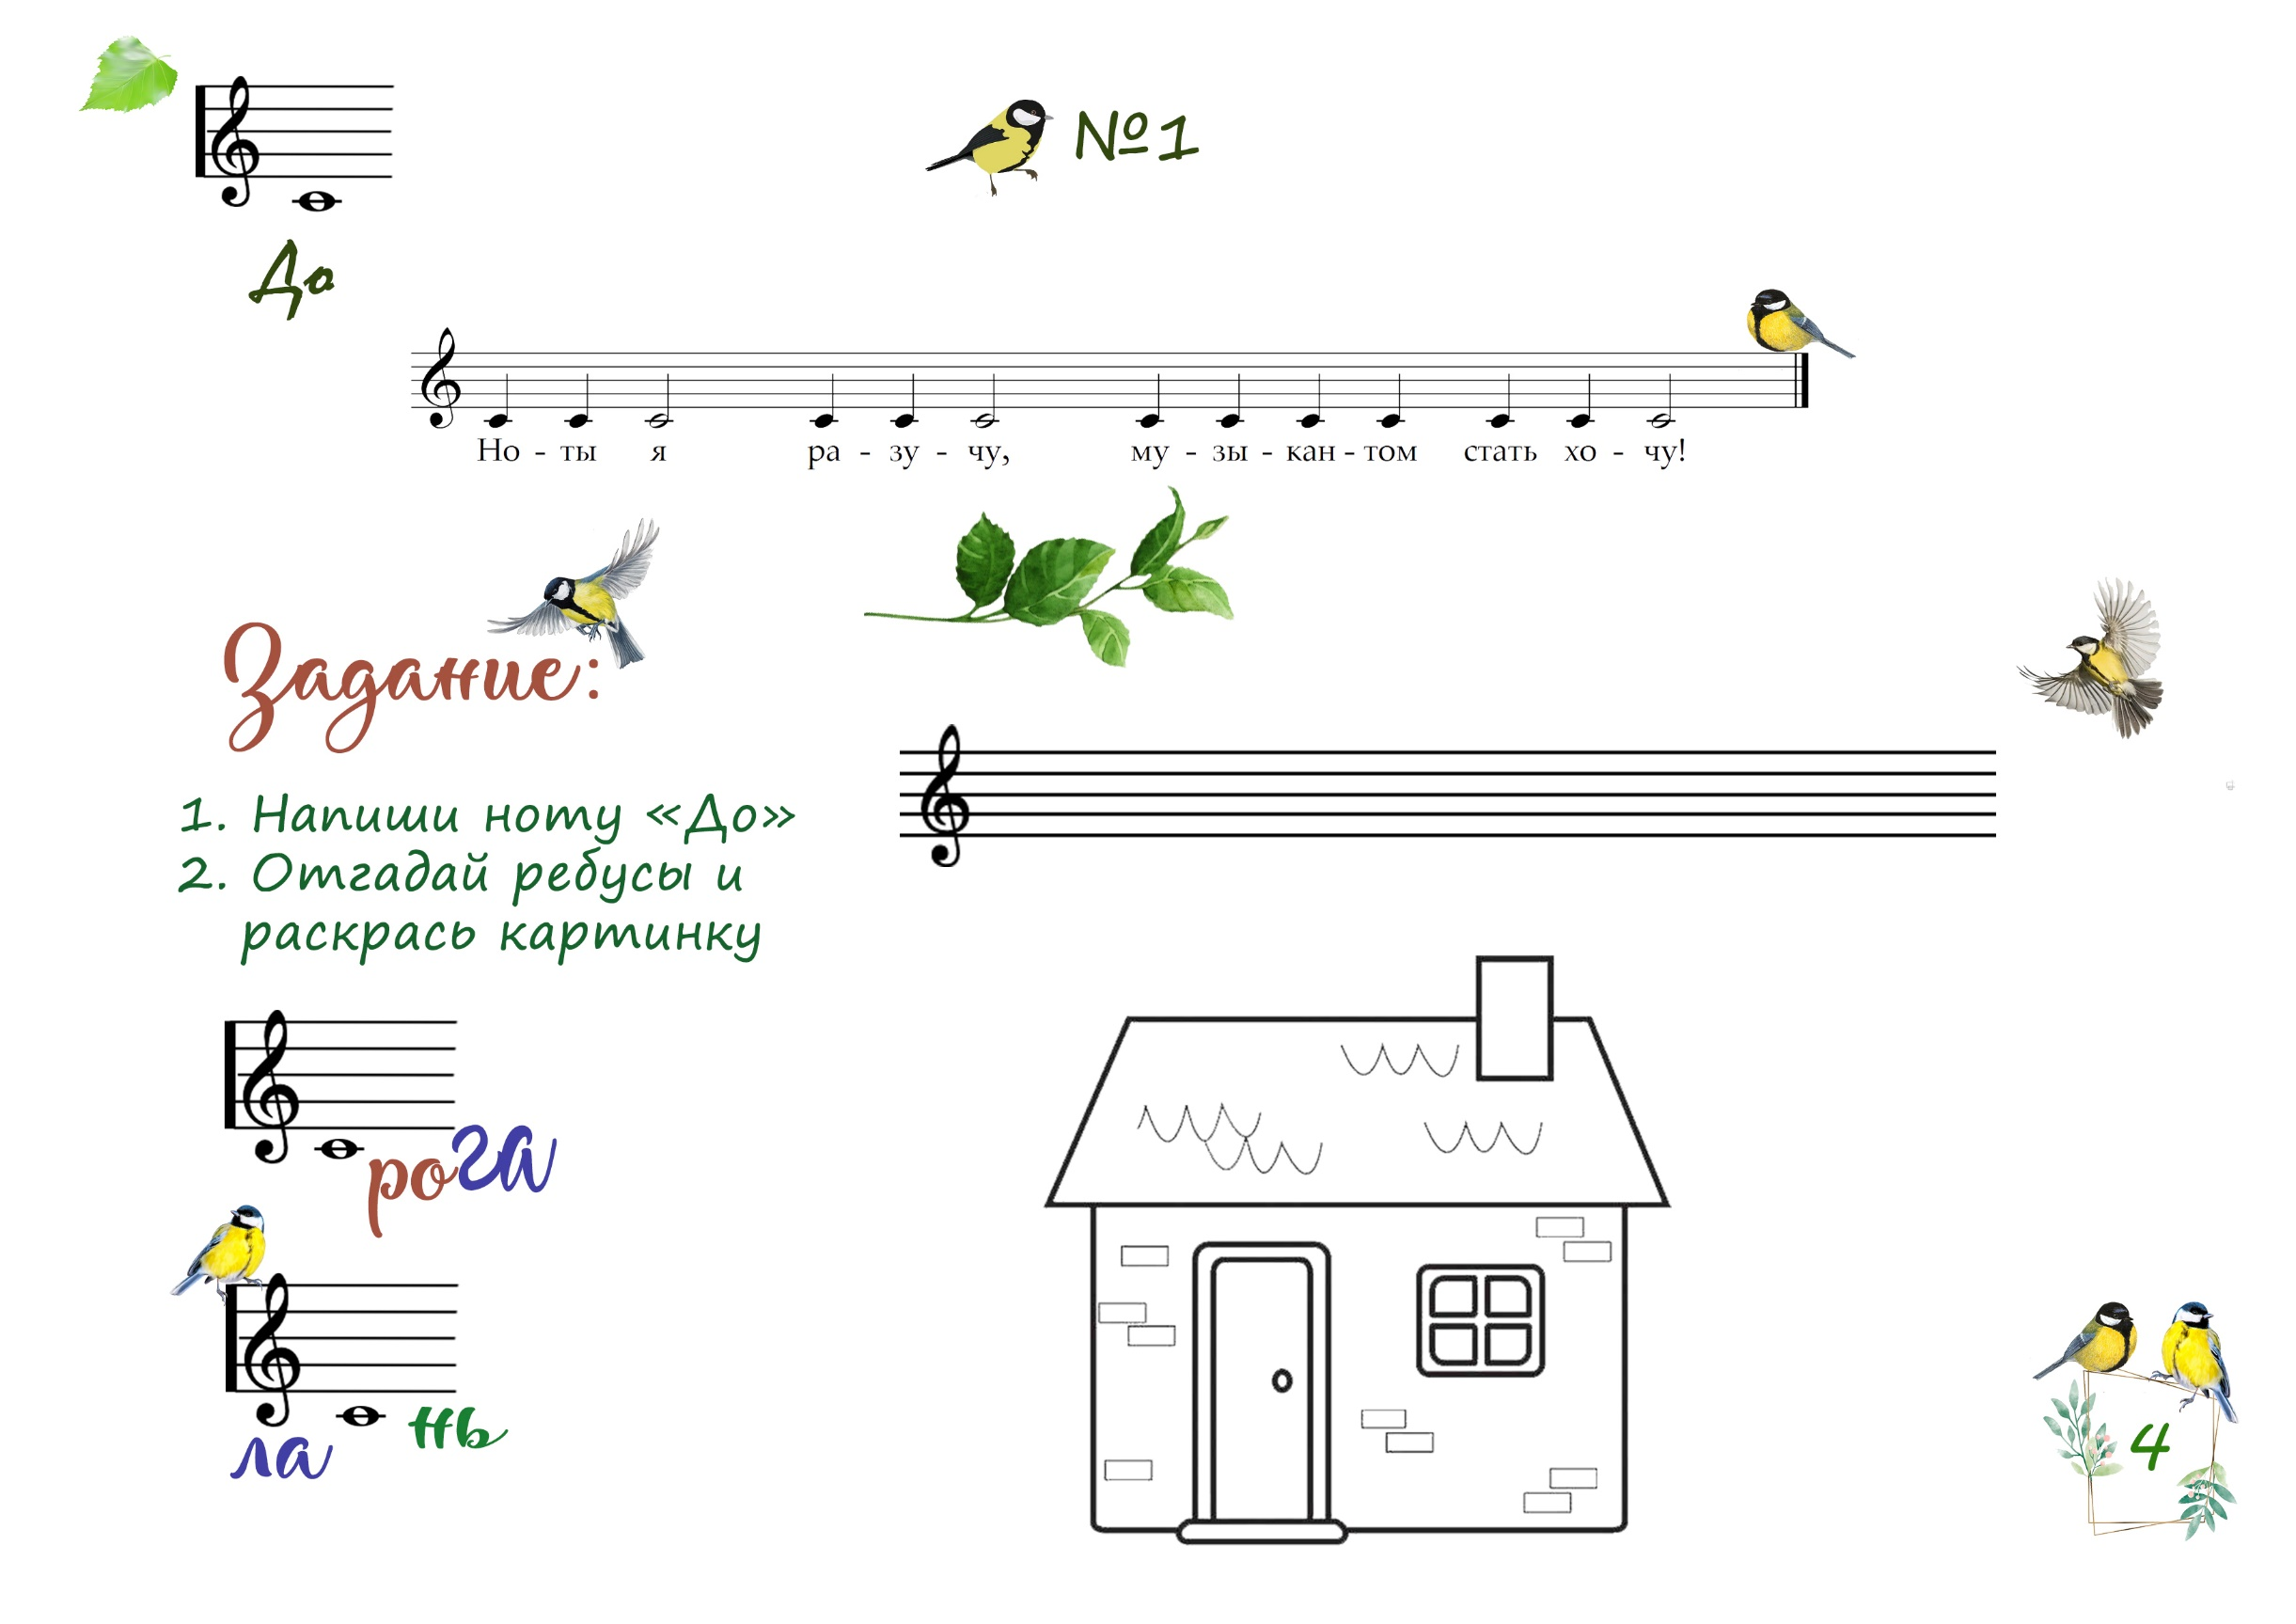 №1
До
Но - ты я ра - зу - чу, му - зы - кан - том стать хо - чу!
Задание:
1. Напиши ноту «До»
2. Отгадай ребусы и
раскрась картинку
рога
ла нь
4